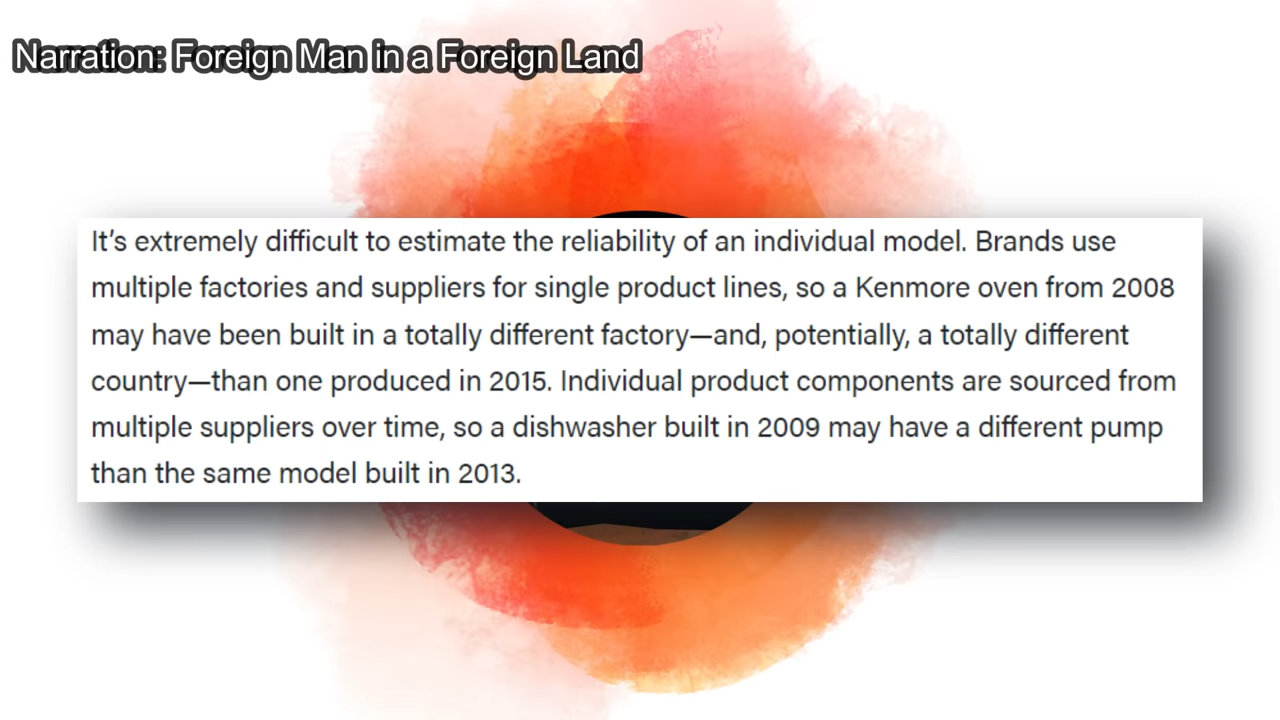 Narration: Foreign Man in a Foreign Land
It’s extremely difficult to estimate the reliability of an individual model. Brands use
multiple factories and suppliers for single product lines, so a Kenmore oven from 2008
may have been built in a totally different factory—and, potentially, a totally different
country—than one produced in 2015. Individual product components are sourced from
multiple suppliers over time, so a dishwasher built in 2009 may have a different pump
than the same model built in 2013.